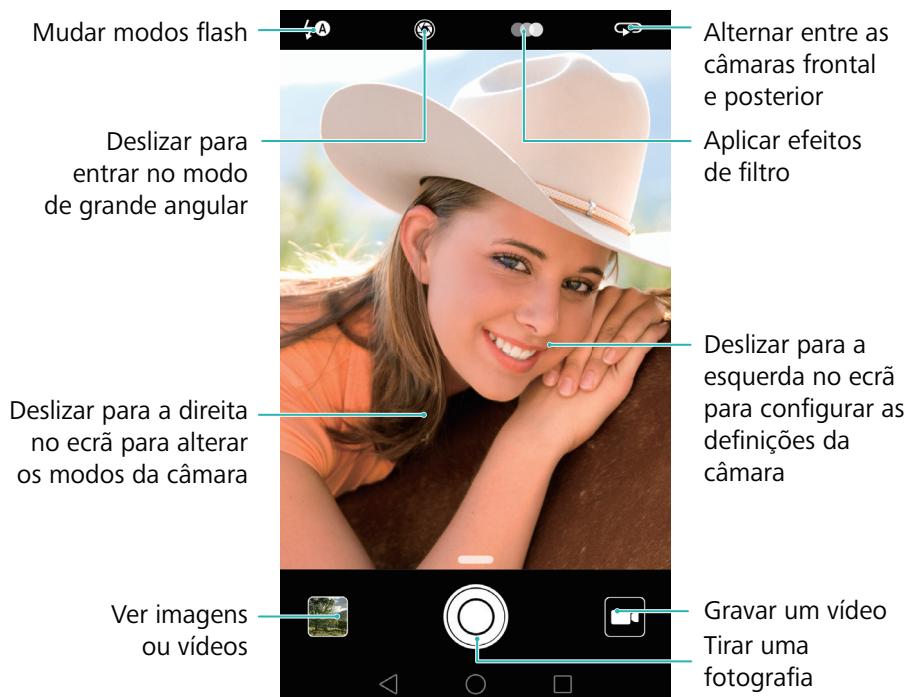 Mudar modos flash
A
Alternar entre as
câmaras frontal
e posterior
Deslizar para
entrar no modo
de grande angular
Aplicar efeitos
de filtro
Deslizar para a
esquerda no ecrã
para configurar as
definições da
câmara
Deslizar para a direita
no ecrã para alterar
os modos da câmara
Ver imagens
ou vídeos
Gravar um vídeo
Tirar uma
fotografia